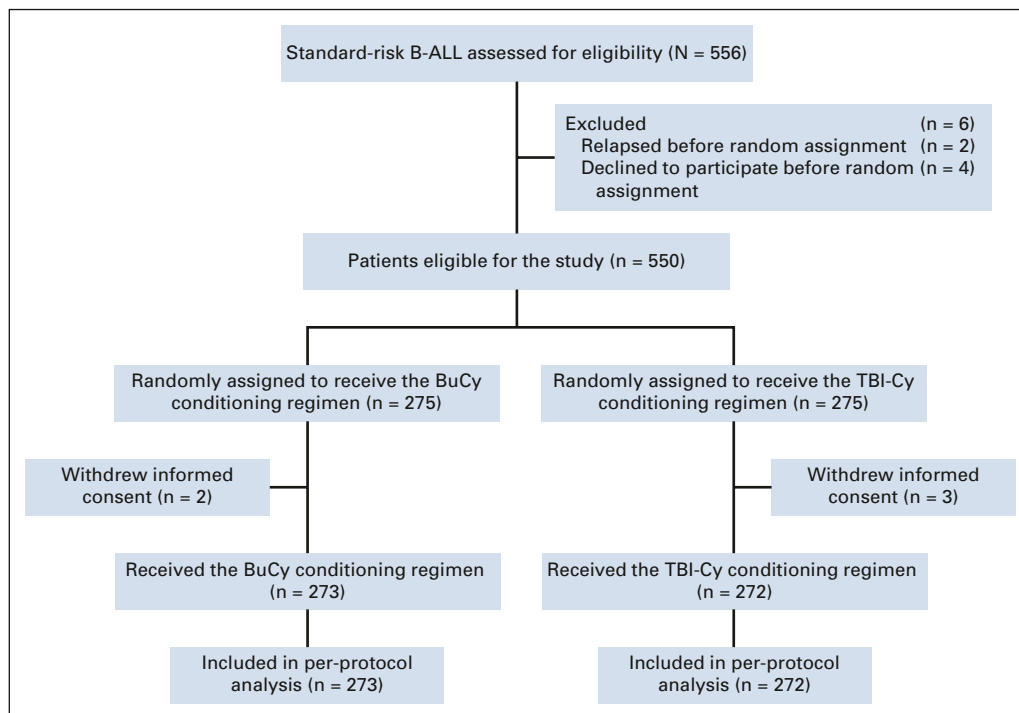 Standard-risk B-ALL assessed for eligibility (N = 556)
Excluded (n = 6)
Relapsed before random assignment (n = 2)
Declined to participate before random (n = 4)
assignment
Patients eligible for the study (n = 550)
Randomly assigned to receive the BuCy
conditioning regimen (n = 275)
Randomly assigned to receive the TBI-Cy
conditioning regimen (n = 275)
Withdrew informed
consent (n = 2)
Withdrew informed
consent (n = 3)
Received the BuCy conditioning regimen
(n = 273)
Received the TBI-Cy conditioning regimen
(n = 272)
Included in per-protocol
analysis (n = 273)
Included in per-protocol
analysis (n = 272)